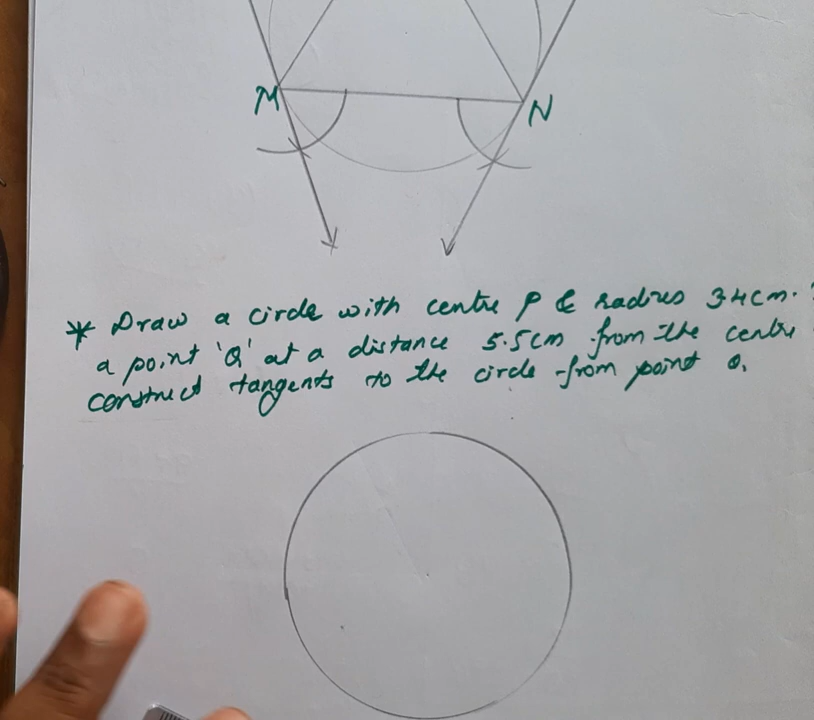 M
N
* Draw a circle with centre P & radius 3.4cm.
a point 'Q' at a distance 5.5cm from the centre
construct tangents to the circle from point Q.